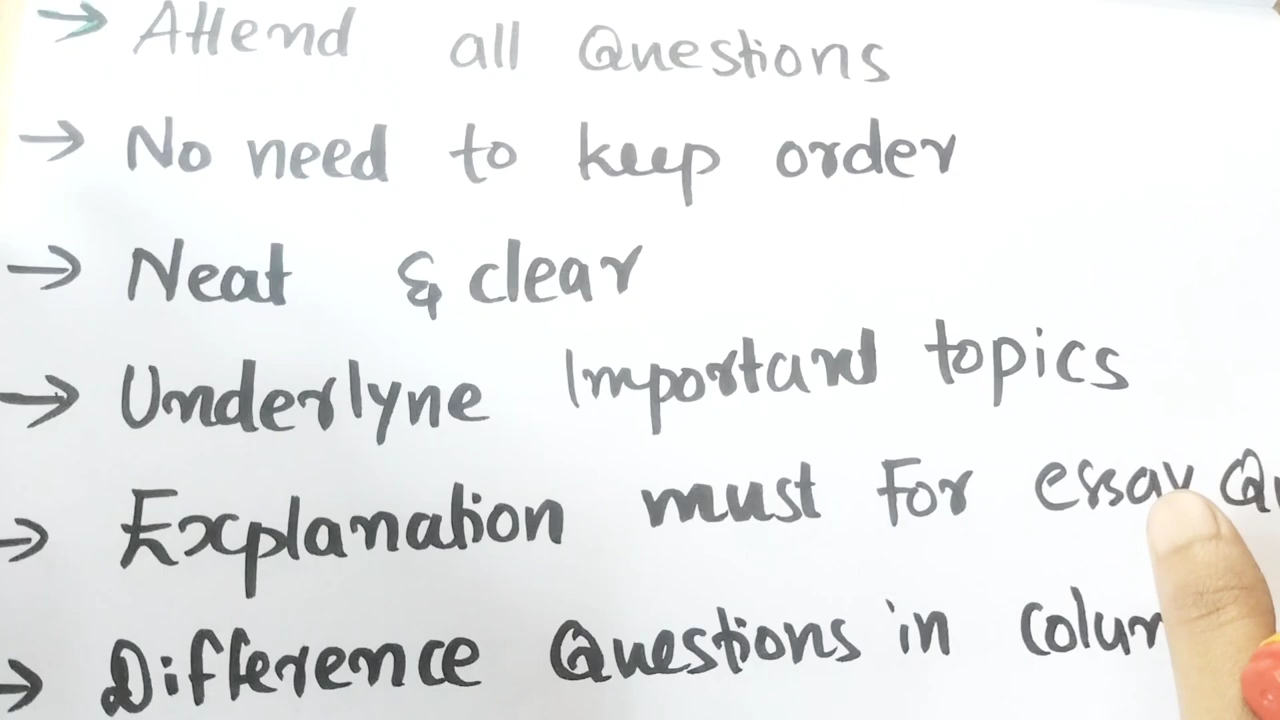 → Attend all Questions
→ No need to keep order
→ Neat & clear
→ Underlyne Important topics
→ Explanation must For essay
→ Difference Questions in